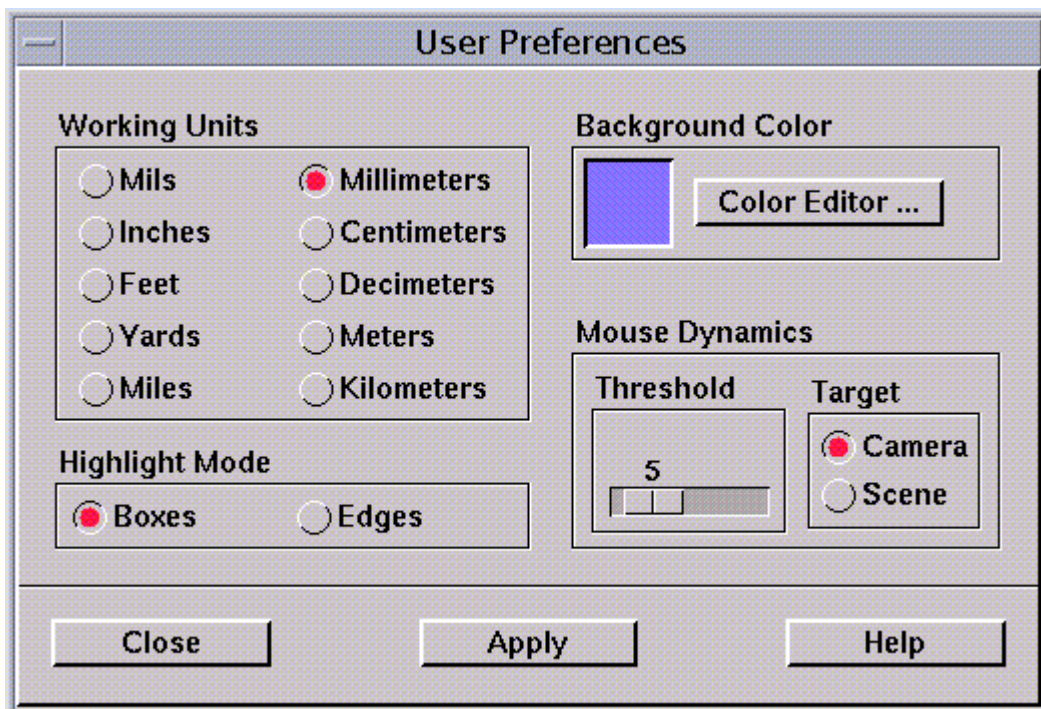 User Preferences
Working Units
Mils
Millimeters
Inches
Centimeters
Feet
Decimeters
Yards
Meters
Miles
Kilometers
Highlight Mode
Boxes
Edges
Background Color
Color Editor ...
Mouse Dynamics
Threshold
5
Target
Camera
Scene
Close
Apply
Help